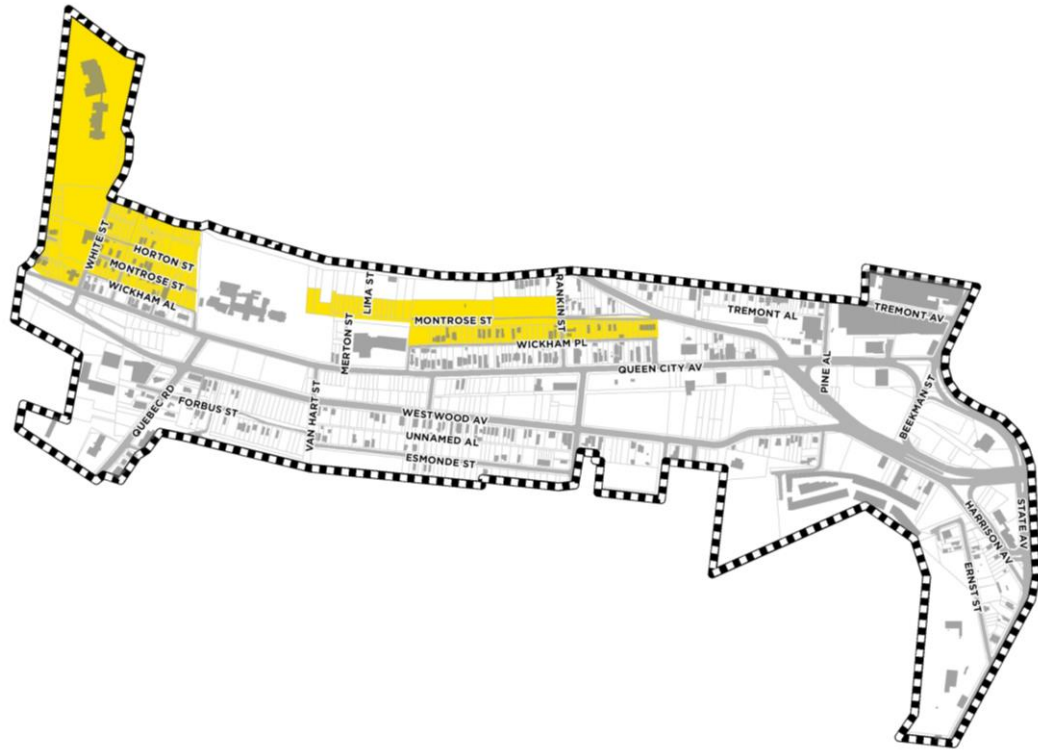 WHITE ST
HORTON ST
MONTROSE ST
WICKHAM AL
LIMA ST
MERTON ST
MONTROSE ST
RANKIN ST
WICKHAM PL
TREMONT AL
TREMONT AV
QUEEN CITY AV
PINE AL
BEEKMAN ST
QUEBEC RD
FORBUS ST
VAN HART ST
WESTWOOD AV
UNNAMED AL
ESMONDE ST
HARRISON AV
STATE AV
ERNST ST